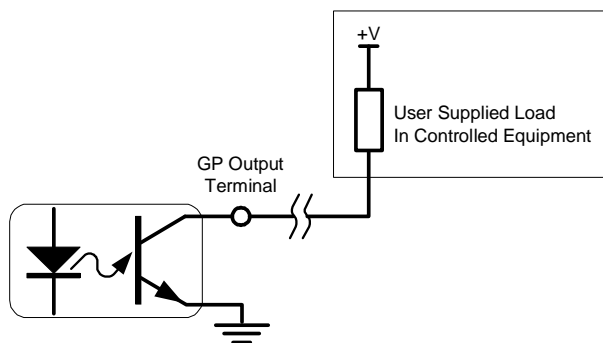 +V
User Supplied Load
In Controlled Equipment
GP Output
Terminal